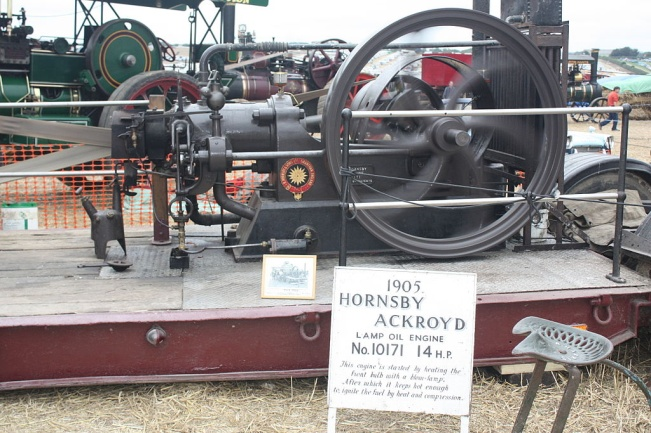 1905.
HORNSBY
ACKROYD
LAMP OIL ENGINE
No. 10171 14 H.P.
This engine is started by heating the
front bulb with a blow-lamp,
After which it keeps hot enough
to ignite the fuel by heat and compression.